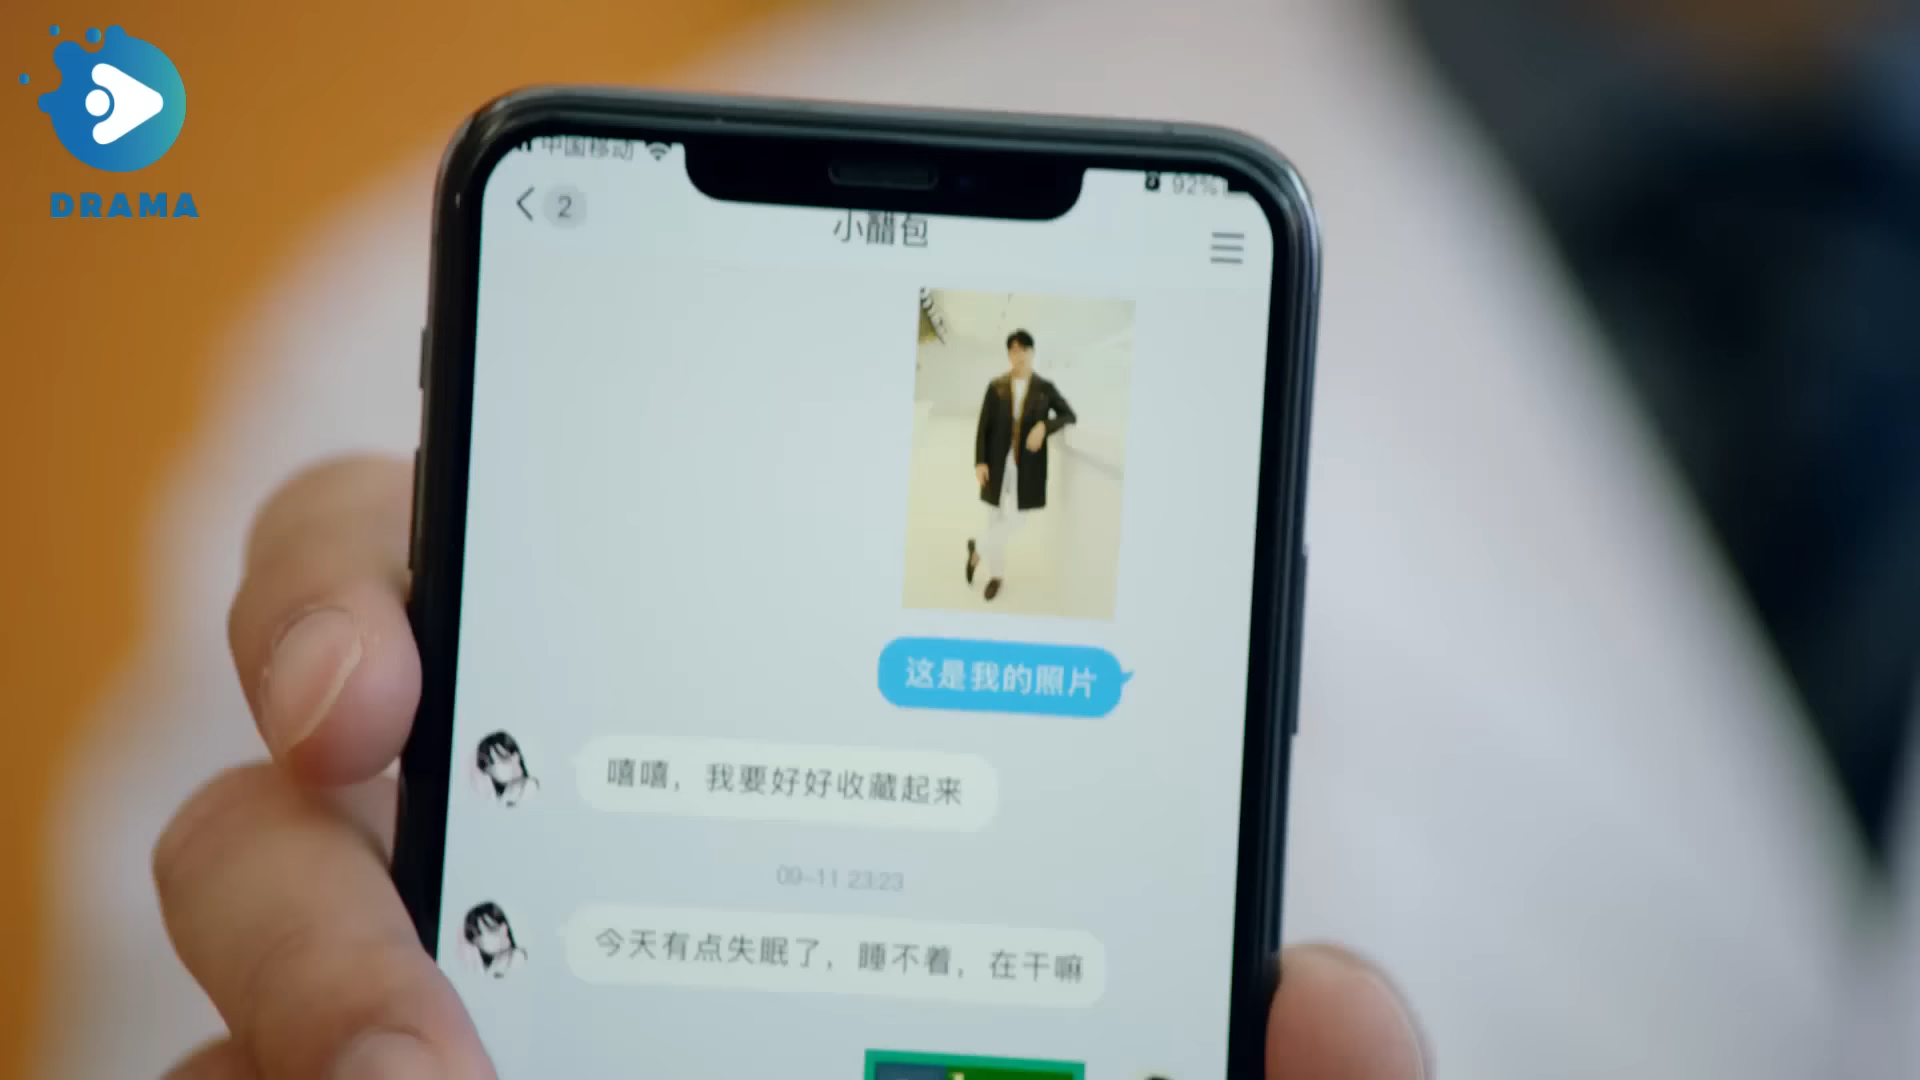 DRAMA
中国移动
92%
2
小醋包
这是我的照片
嘻嘻，我要好好收藏起来
09-11 23:23
今天有点失眠了，睡不着，在干嘛